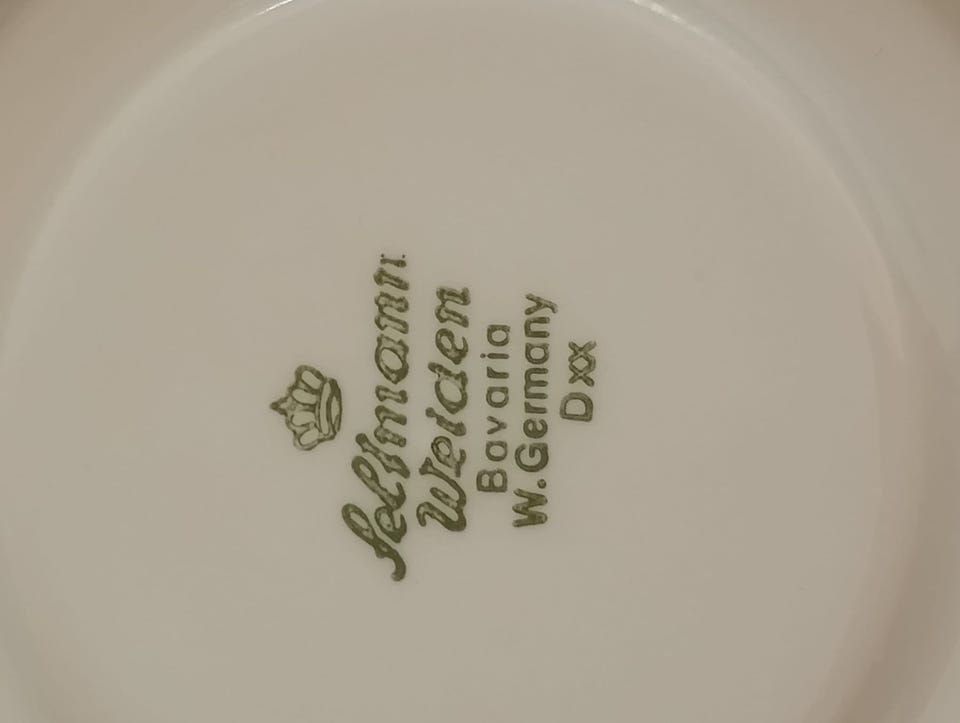 Seltmann
Weiden
Bavaria
W. Germany
Dxx